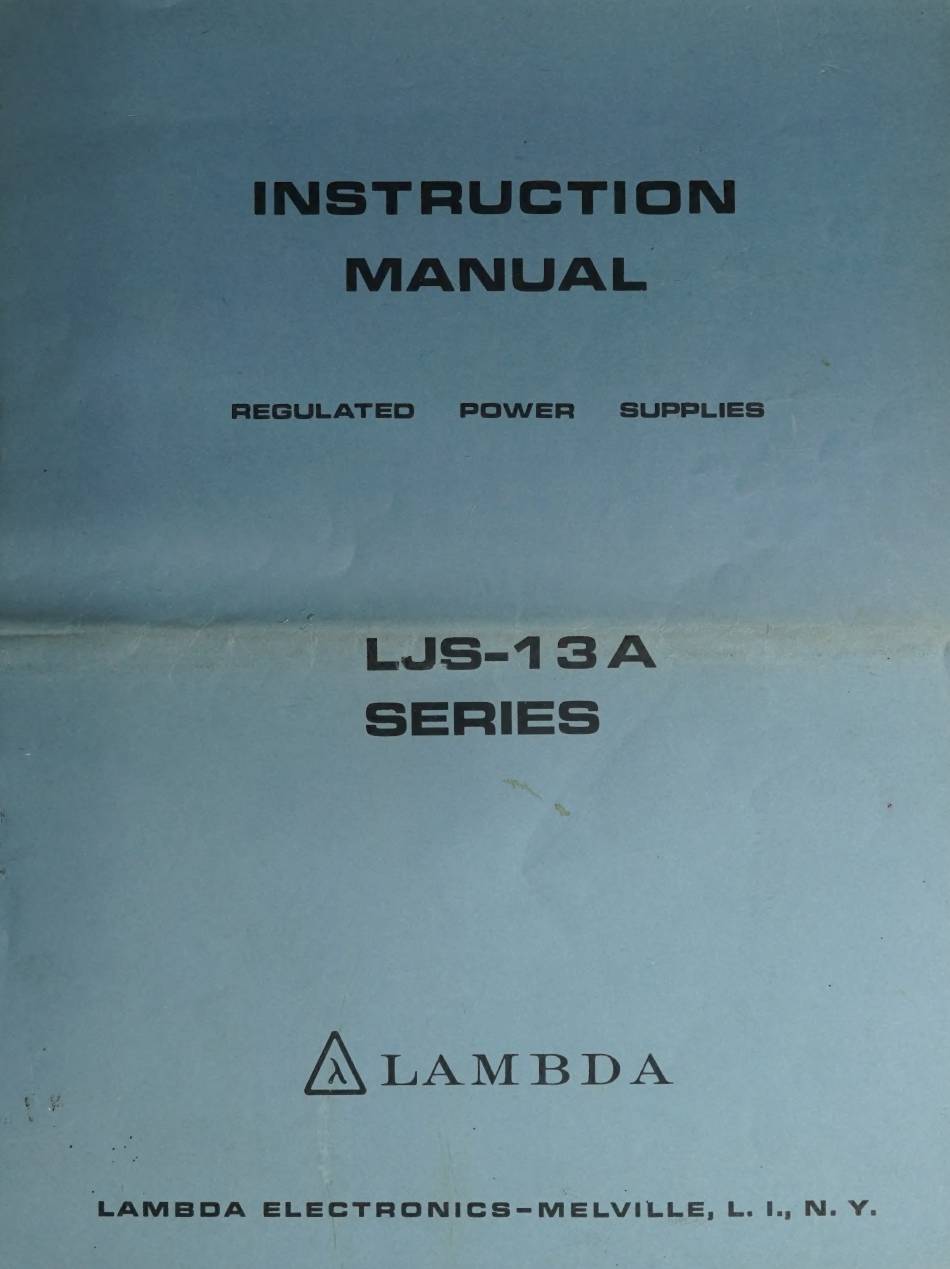 INSTRUCTION
MANUAL
REGULATED POWER SUPPLIES
LJS-13A
SERIES
λ LAMBDA
LAMBDA ELECTRONICS-MELVILLE, L. I., N. Y.